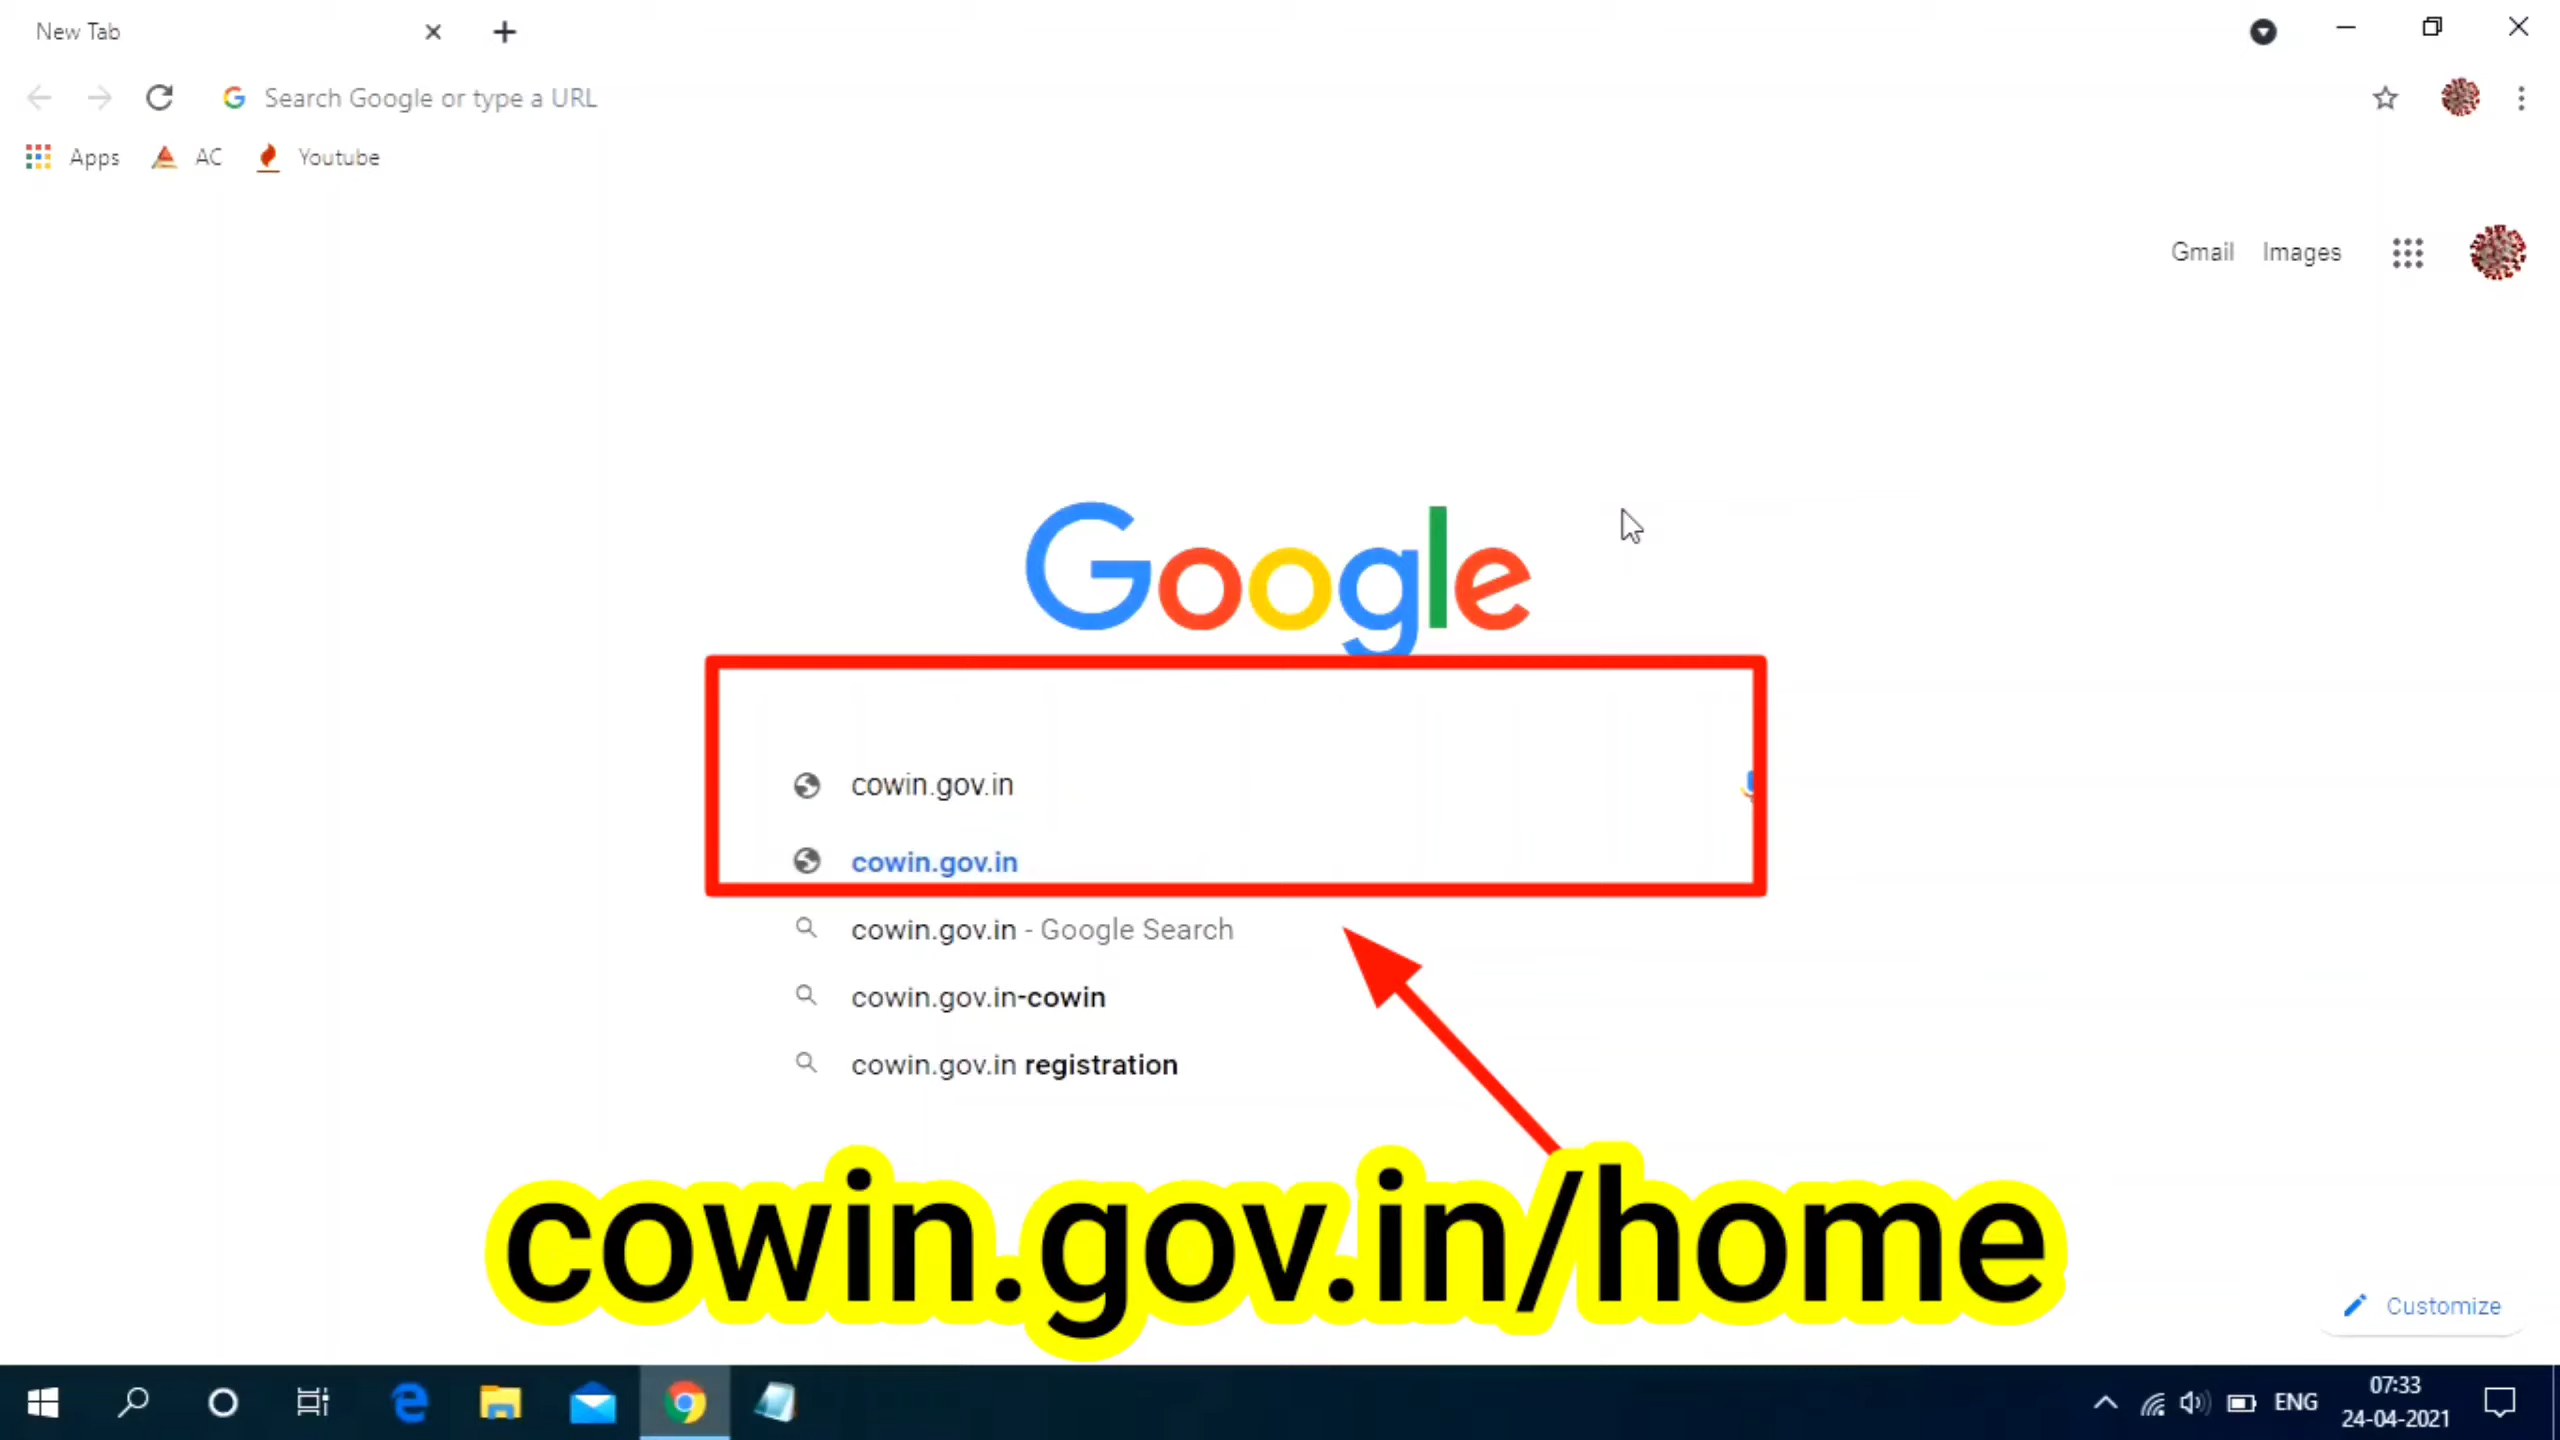 New Tab
Search Google or type a URL
Apps AC Youtube
Gmail Images
Google
cowin.gov.in
cowin.gov.in
cowin.gov.in - Google Search
cowin.gov.in-cowin
cowin.gov.in registration
cowin.gov.in/home
Customize
ENG
07:33
24-04-2021